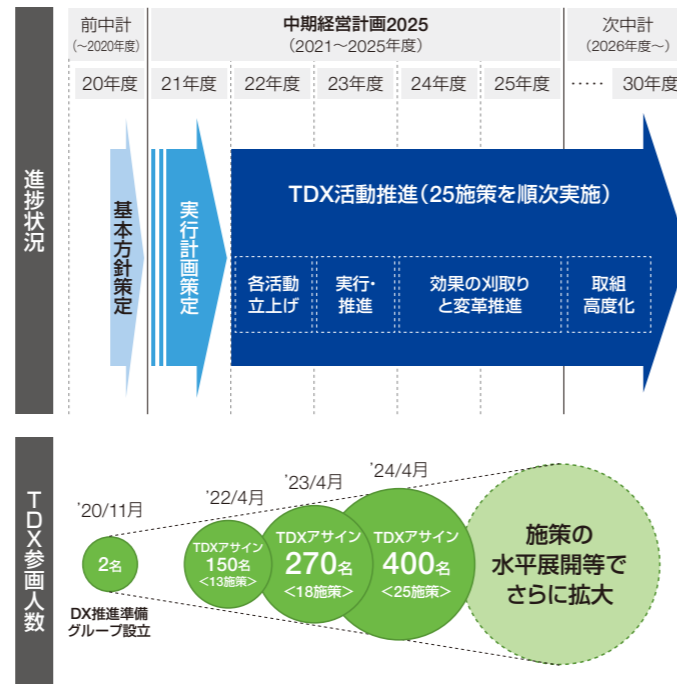 前中計
(～2020年度)
中期経営計画2025
(2021～2025年度)
次中計
(2026年度～)
20年度
21年度
22年度
23年度
24年度
25年度
‥‥‥ 30年度
進捗状況
基本方針策定
実行計画策定
TDX活動推進(25施策を順次実施)
各活動
立上げ
実行・
推進
効果の刈取り
と変革推進
取組
高度化
TDX参画人数
'20/11月
2名
DX推進準備
グループ設立
'22/4月
TDXアサイン
150名
<13施策>
'23/4月
TDXアサイン
270名
<18施策>
'24/4月
TDXアサイン
400名
<25施策>
施策の
水平展開等で
さらに拡大